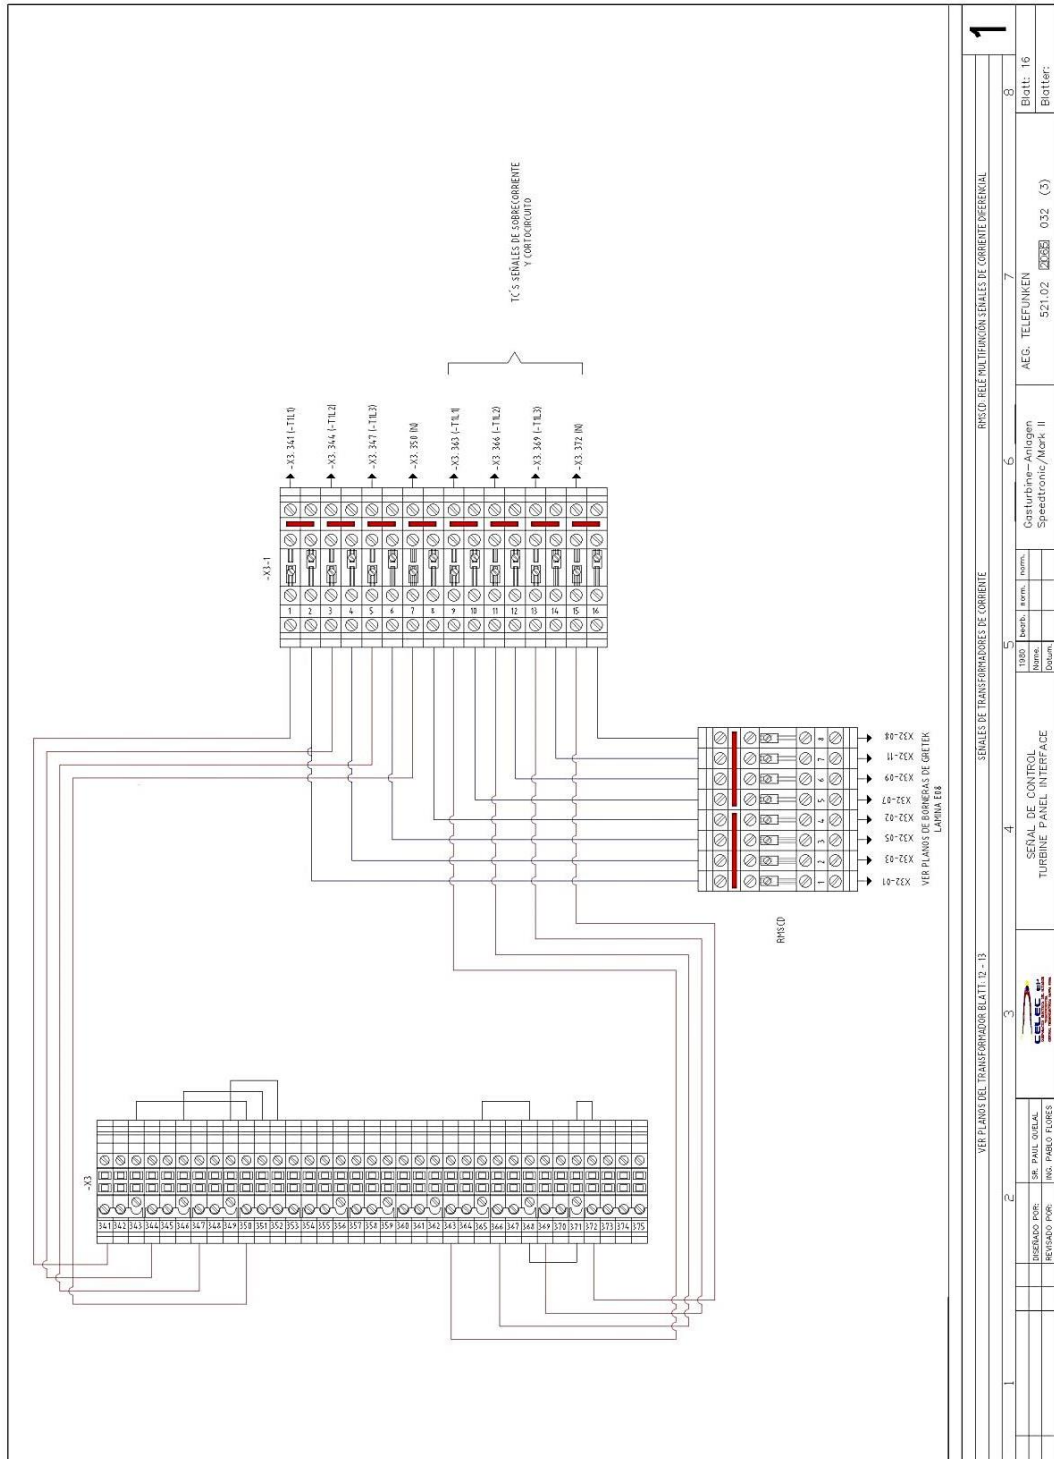 TC´S SEÑALES DE SOBRECORRIENTE
Y CORTOCIRCUITO
-X3. 341 (-T1L1)
-X3. 344 (-T1L2)
-X3. 347 (-T1L3)
-X3. 350 (N)
-X3. 363 (-T1L1)
-X3. 366 (-T1L2)
-X3. 369 (-T1L3)
-X3. 372 (N)
-X3-1
1 2 3 4 5 6 7 8 9 10 11 12 13 14 15 16
RMSCD
1 2 3 4 5 6 7 8
X32-01
X32-03
X32-05
X32-02
X32-07
X32-09
X32-11
X32-08
VER PLANOS DE BORNERAS DE GRETEK
LAMINA E08
-X3
341 342 343 344 345 346 347 348 349 350 351 352 353 354 355 356 357 358 359 360 361 362 363 364 365 366 367 368 369 370 371 372 373 374 375
VER PLANOS DEL TRANSFORMADOR BLATT: 12 - 13
SEÑALES DE TRANSFORMADORES DE CORRIENTE
RMSCD: RELÉ MULTIFUNCIÓN SEÑALES DE CORRIENTE DIFERENCIAL
1
1 2 3 4 5 6 7 8
DISEÑADO POR: SR. PAUL QUELAL
REVISADO POR: ING. PABLO FLORES
CELEC EP
SEÑAL DE CONTROL
TURBINE PANEL INTERFACE
1980 bearb. norm.
Name.
Datum.
Gasturbine-Anlagen
Speedtronic/Mark II
AEG. TELEFUNKEN
521.02 032 (3)
Blatt: 16
Blatter: